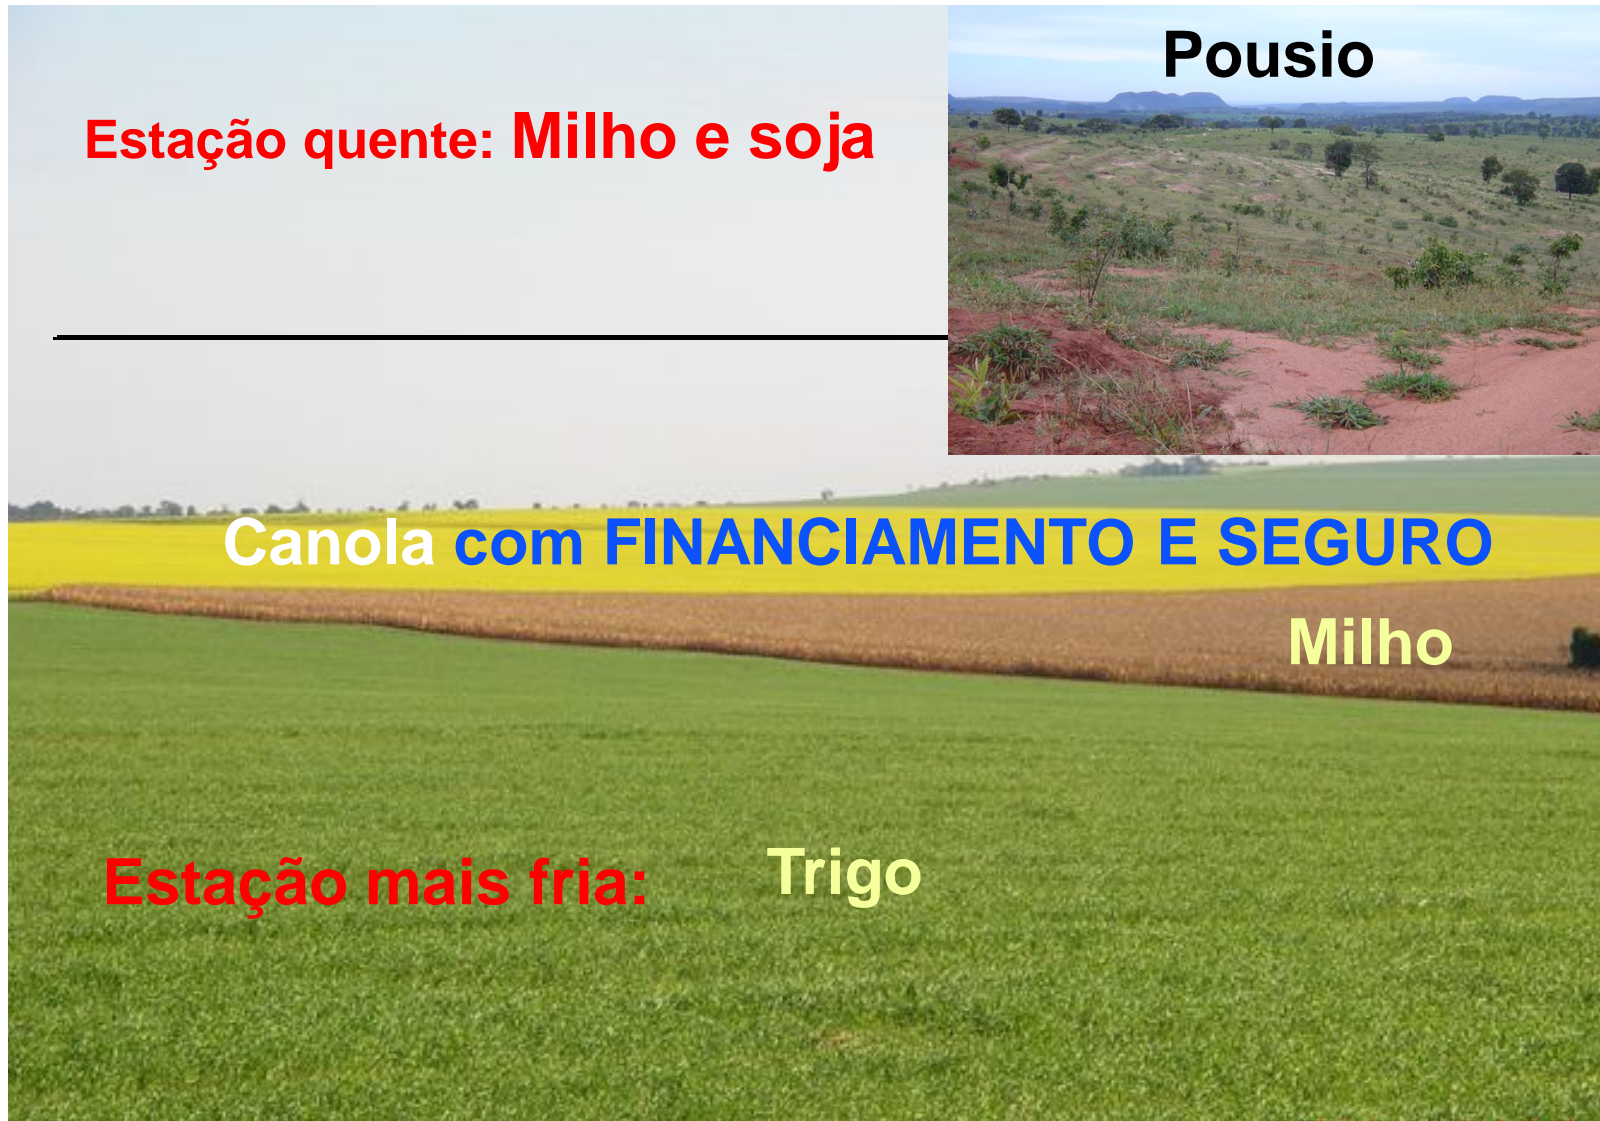 Pousio
Estação quente: Milho e soja
Canola com FINANCIAMENTO E SEGURO
Milho
Estação mais fria: Trigo